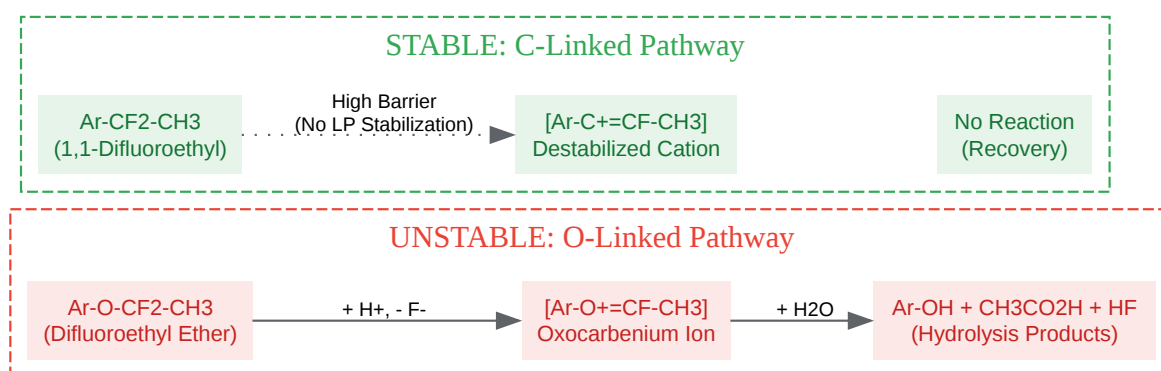 STABLE: C-Linked Pathway
Ar-CF2-CH3
(1,1-Difluoroethyl)
High Barrier
(No LP Stabilization)
[Ar-C+=CF-CH3]
Destabilized Cation
No Reaction
(Recovery)
UNSTABLE: O-Linked Pathway
Ar-O-CF2-CH3
(Difluoroethyl Ether)
+ H+, - F-
[Ar-O+=CF-CH3]
Oxocarbenium Ion
+ H2O
Ar-OH + CH3CO2H + HF
(Hydrolysis Products)